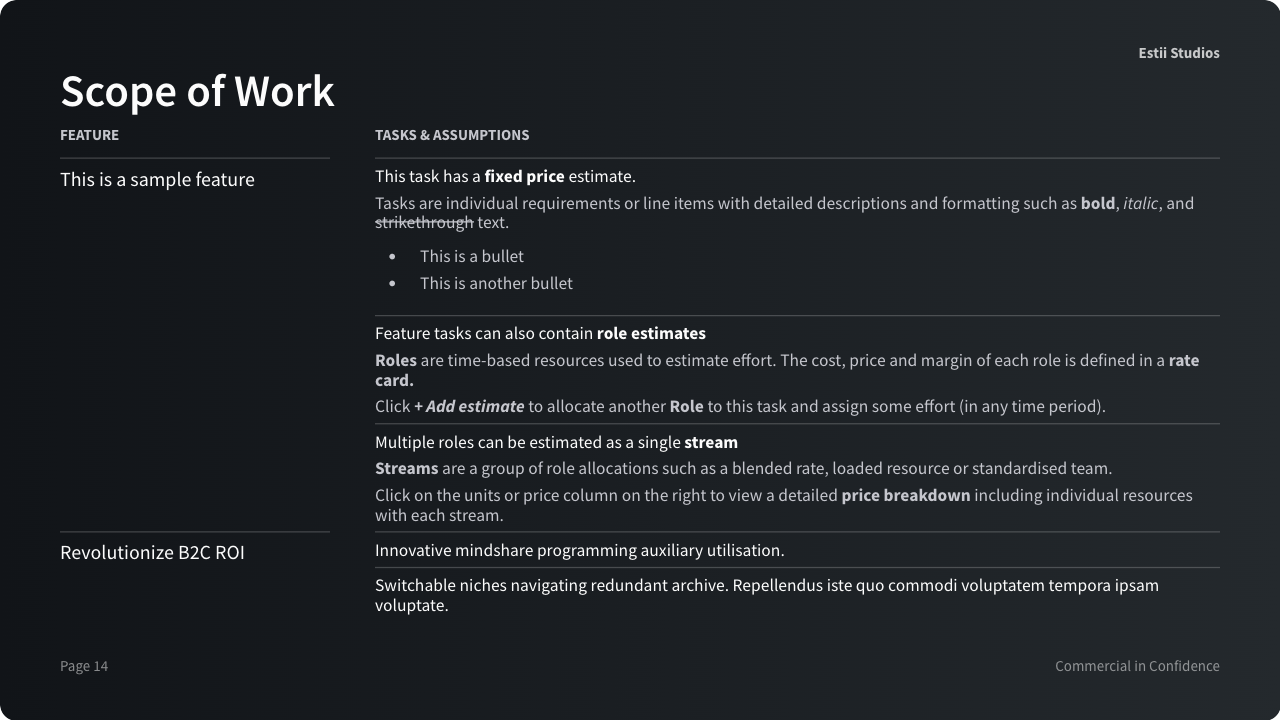 Estii Studios
Scope of Work
FEATURE
TASKS & ASSUMPTIONS
This is a sample feature
This task has a fixed price estimate.
Tasks are individual requirements or line items with detailed descriptions and formatting such as bold, italic, and
strikethrough text.
• This is a bullet
• This is another bullet
Feature tasks can also contain role estimates
Roles are time-based resources used to estimate effort. The cost, price and margin of each role is defined in a rate
card.
Click + Add estimate to allocate another Role to this task and assign some effort (in any time period).
Multiple roles can be estimated as a single stream
Streams are a group of role allocations such as a blended rate, loaded resource or standardised team.
Click on the units or price column on the right to view a detailed price breakdown including individual resources
with each stream.
Revolutionize B2C ROI
Innovative mindshare programming auxiliary utilisation.
Switchable niches navigating redundant archive. Repellendus iste quo commodi voluptatem tempora ipsam
voluptate.
Page 14
Commercial in Confidence